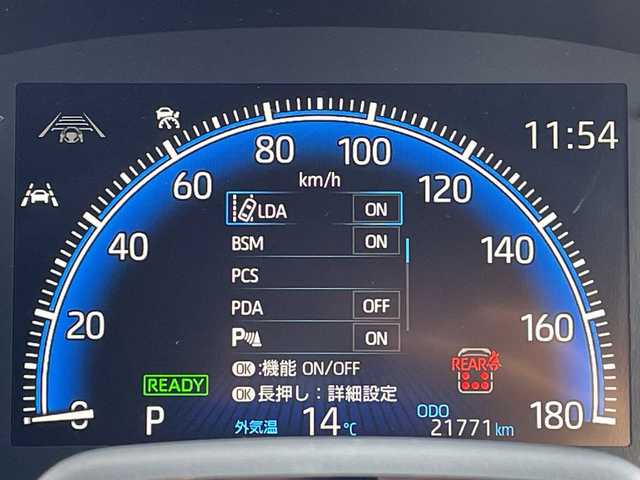 11:54
80 100
60 km/h 120
LDA ON
40 BSM ON 140
PCS
20 PDA OFF 160
P ON
OK:機能 ON/OFF REAR
READY OK長押し:詳細設定
0 P 外気温 14℃ ODO 21771 km 180